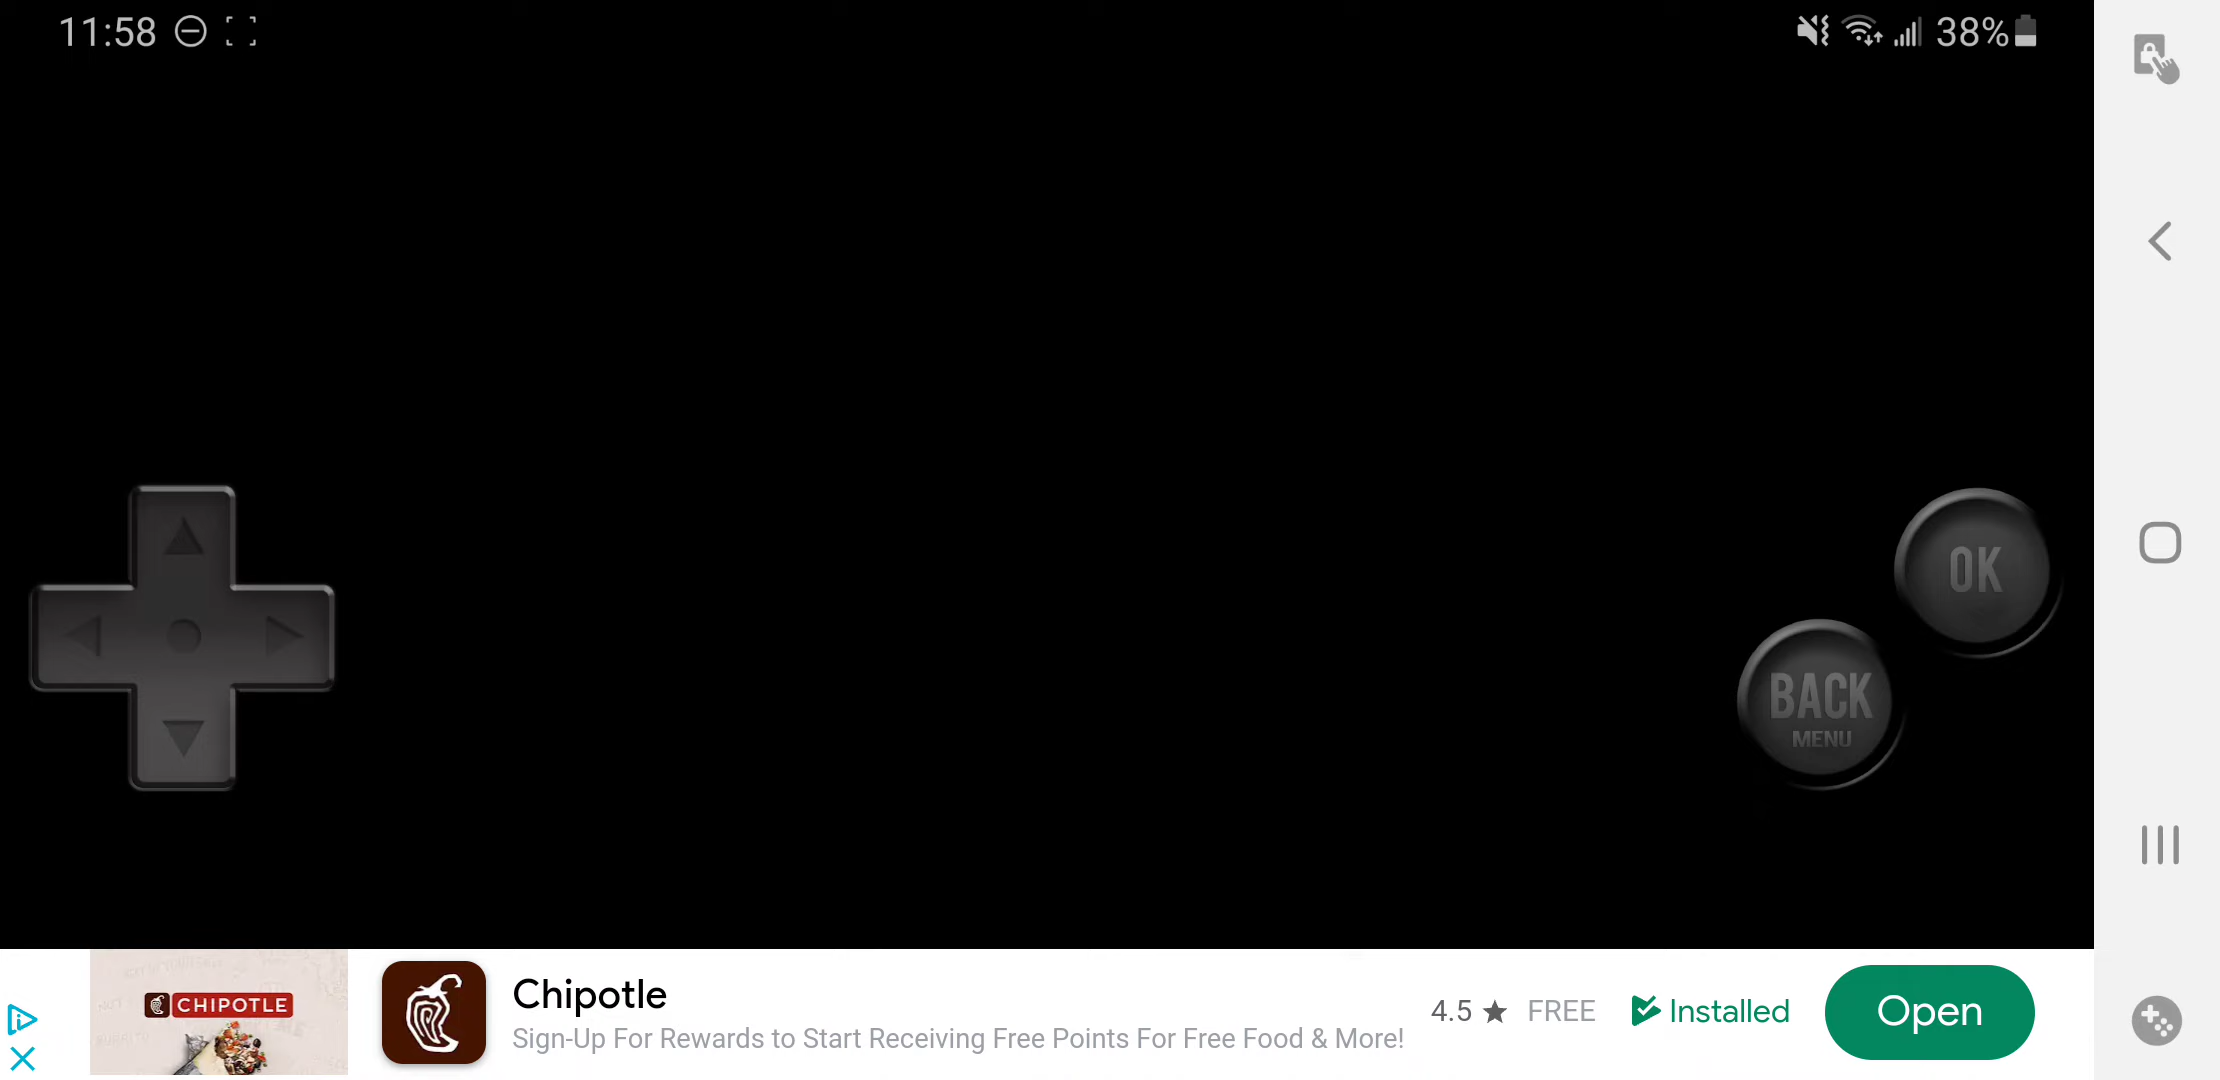 11:58
38%
OK
BACK
MENU
CHIPOTLE
Chipotle
Sign-Up For Rewards to Start Receiving Free Points For Free Food & More!
4.5 ★ FREE
Installed
Open